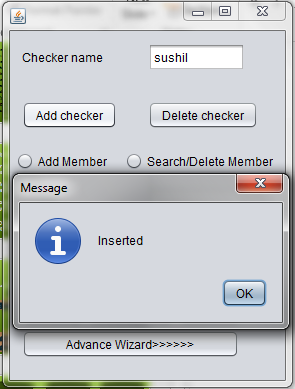 Checker name
sushil
Add checker
Delete checker
Add Member
Search/Delete Member
Message
Inserted
OK
Advance Wizard>>>>>>